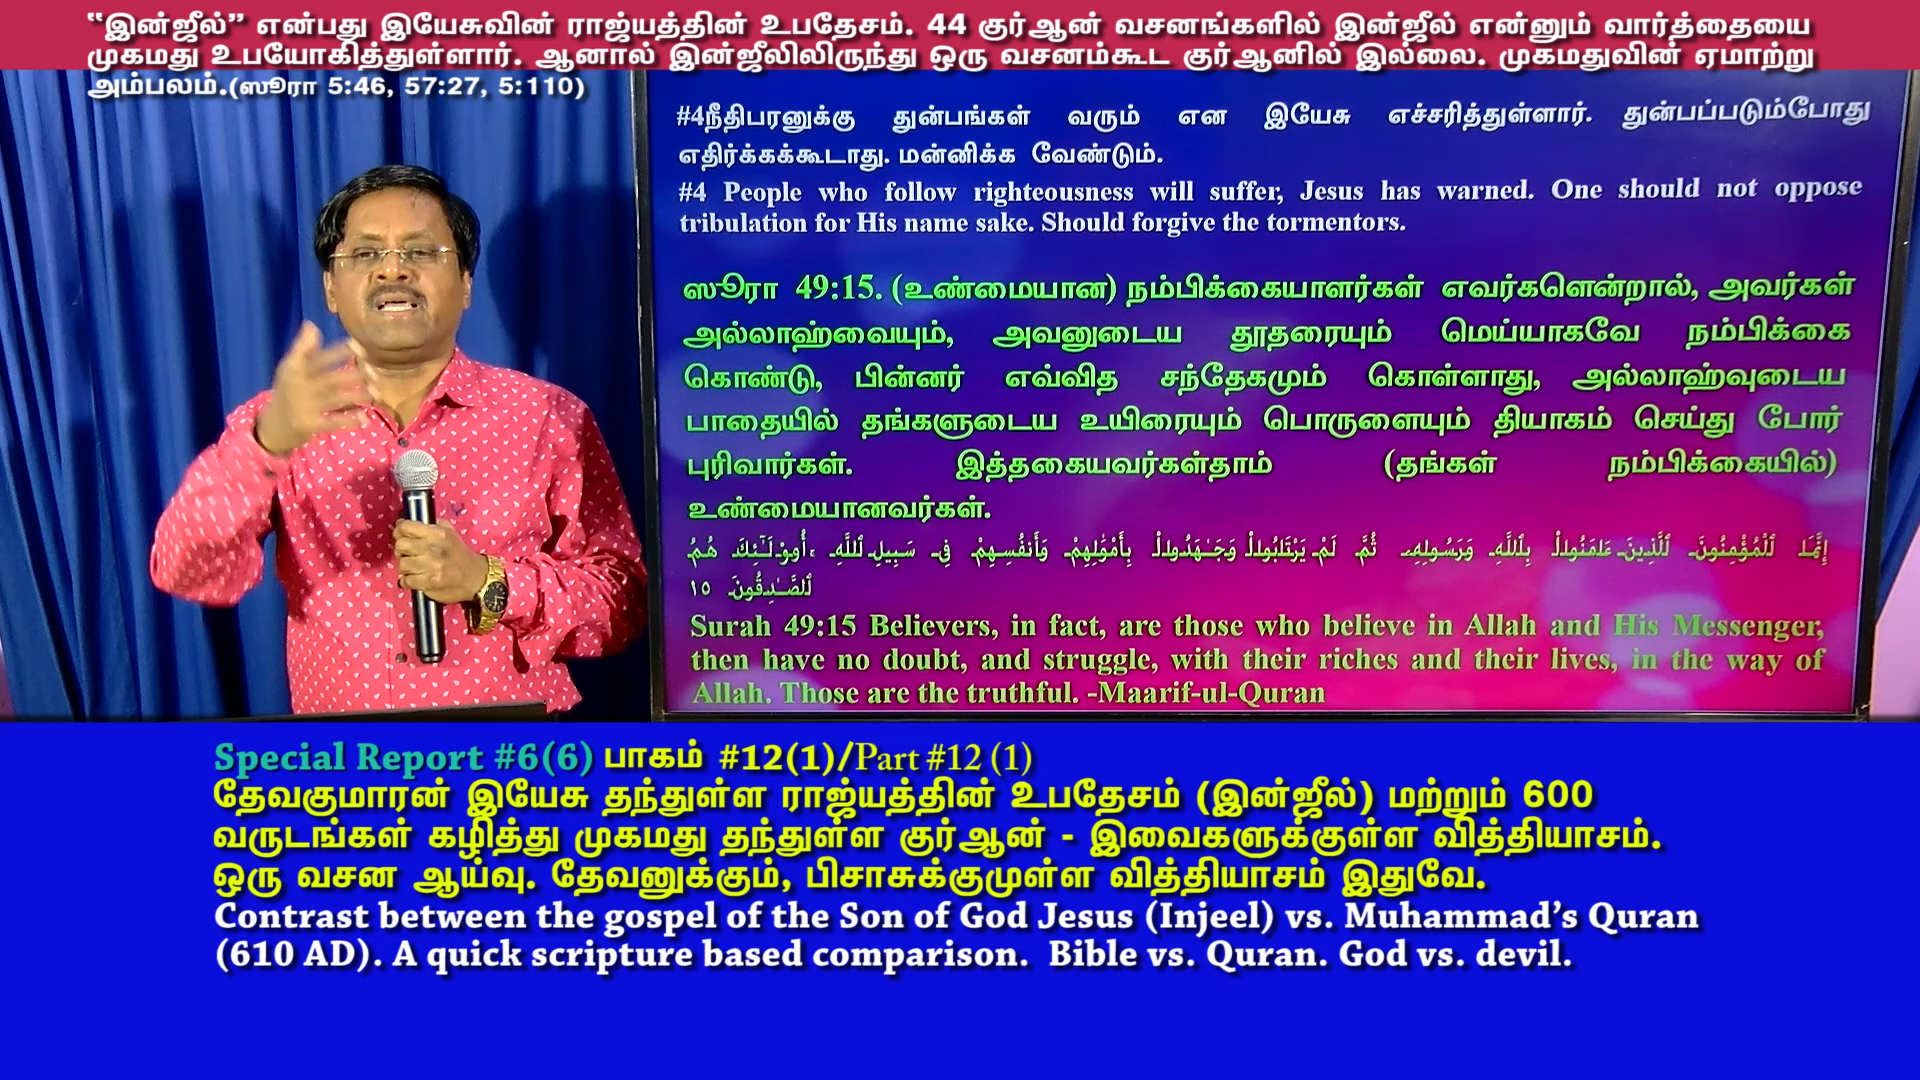 “இன்ஜீல்” என்பது இயேசுவின் ராஜ்யத்தின் உபதேசம். 44 குர்ஆன் வசனங்களில் இன்ஜீல் என்னும் வார்த்தையை
முகமது உபயோகித்துள்ளார். ஆனால் இன்ஜீலிலிருந்து ஒரு வசனம்கூட குர்ஆனில் இல்லை. முகமதுவின் ஏமாற்று
அம்பலம்.(ஸூரா 5:46, 57:27, 5:110)
#4நீதிபரனுக்கு துன்பங்கள் வரும் என இயேசு எச்சரித்துள்ளார். துன்பப்படும்போது
எதிர்க்கக்கூடாது. மன்னிக்க வேண்டும்.
#4 People who follow righteousness will suffer, Jesus has warned. One should not oppose
tribulation for His name sake. Should forgive the tormentors.
ஸூரா 49:15. (உண்மையான) நம்பிக்கையாளர்கள் எவர்களென்றால், அவர்கள்
அல்லாஹ்வையும், அவனுடைய தூதரையும் மெய்யாகவே நம்பிக்கை
கொண்டு, பின்னர் எவ்வித சந்தேகமும் கொள்ளாது, அல்லாஹ்வுடைய
பாதையில் தங்களுடைய உயிரையும் பொருளையும் தியாகம் செய்து போர்
புரிவார்கள். இத்தகையவர்கள்தாம் (தங்கள் நம்பிக்கையில்)
உண்மையானவர்கள்.
إِنَّمَا ٱلْمُؤْمِنُونَ ٱلَّذِينَ ءَامَنُوا۟ بِٱللَّهِ وَرَسُولِهِۦ ثُمَّ لَمْ يَرْتَابُوا۟ وَجَـٰهَدُوا۟ بِأَمْوَٰلِهِمْ وَأَنفُسِهِمْ فِى سَبِيلِ ٱللَّهِ ۚ أُو۟لَـٰٓئِكَ هُمُ
ٱلصَّـٰدِقُونَ ١٥
Surah 49:15 Believers, in fact, are those who believe in Allah and His Messenger,
then have no doubt, and struggle, with their riches and their lives, in the way of
Allah. Those are the truthful. -Maarif-ul-Quran
Special Report #6(6) பாகம் #12(1)/Part #12 (1)
தேவகுமாரன் இயேசு தந்துள்ள ராஜ்யத்தின் உபதேசம் (இன்ஜீல்) மற்றும் 600
வருடங்கள் கழித்து முகமது தந்துள்ள குர்ஆன் - இவைகளுக்குள்ள வித்தியாசம்.
ஒரு வசன ஆய்வு. தேவனுக்கும், பிசாசுக்குமுள்ள வித்தியாசம் இதுவே.
Contrast between the gospel of the Son of God Jesus (Injeel) vs. Muhammad’s Quran
(610 AD). A quick scripture based comparison. Bible vs. Quran. God vs. devil.